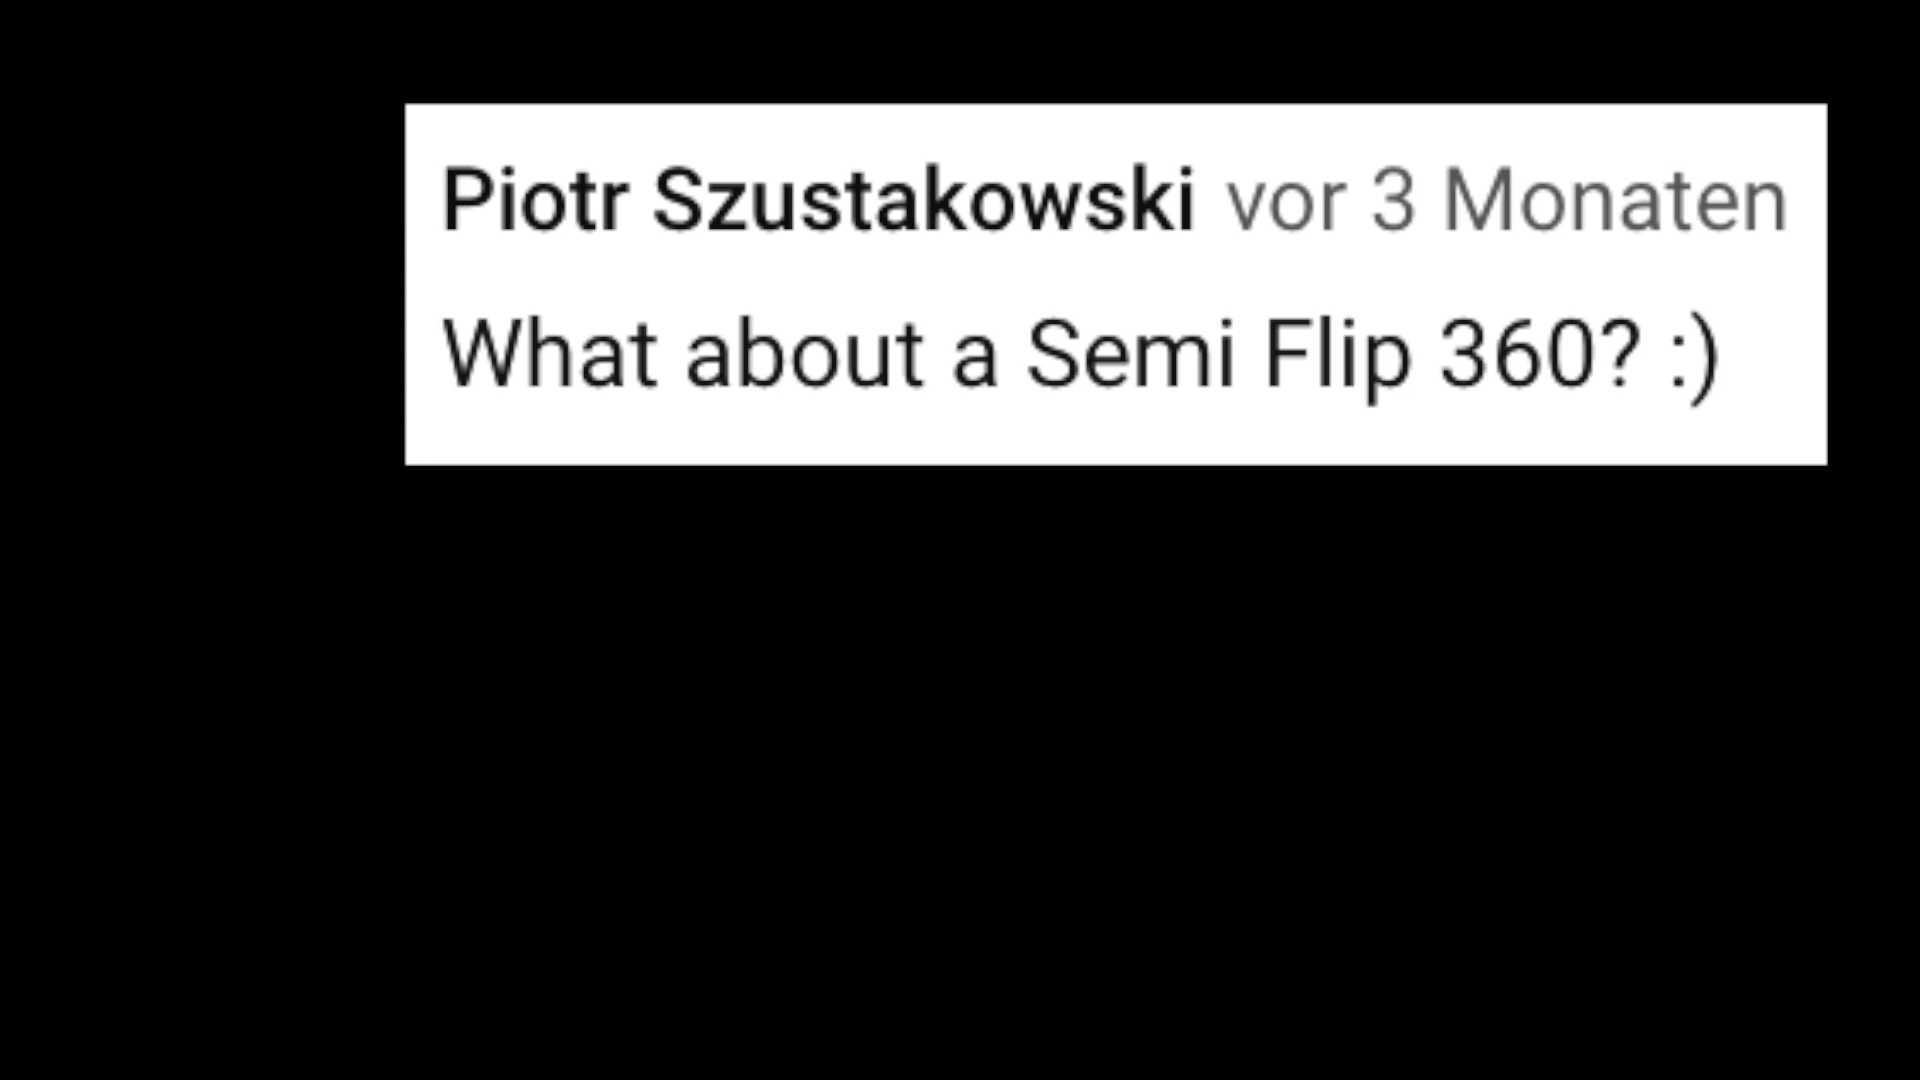 Piotr Szustakowski vor 3 Monaten
What about a Semi Flip 360? :)